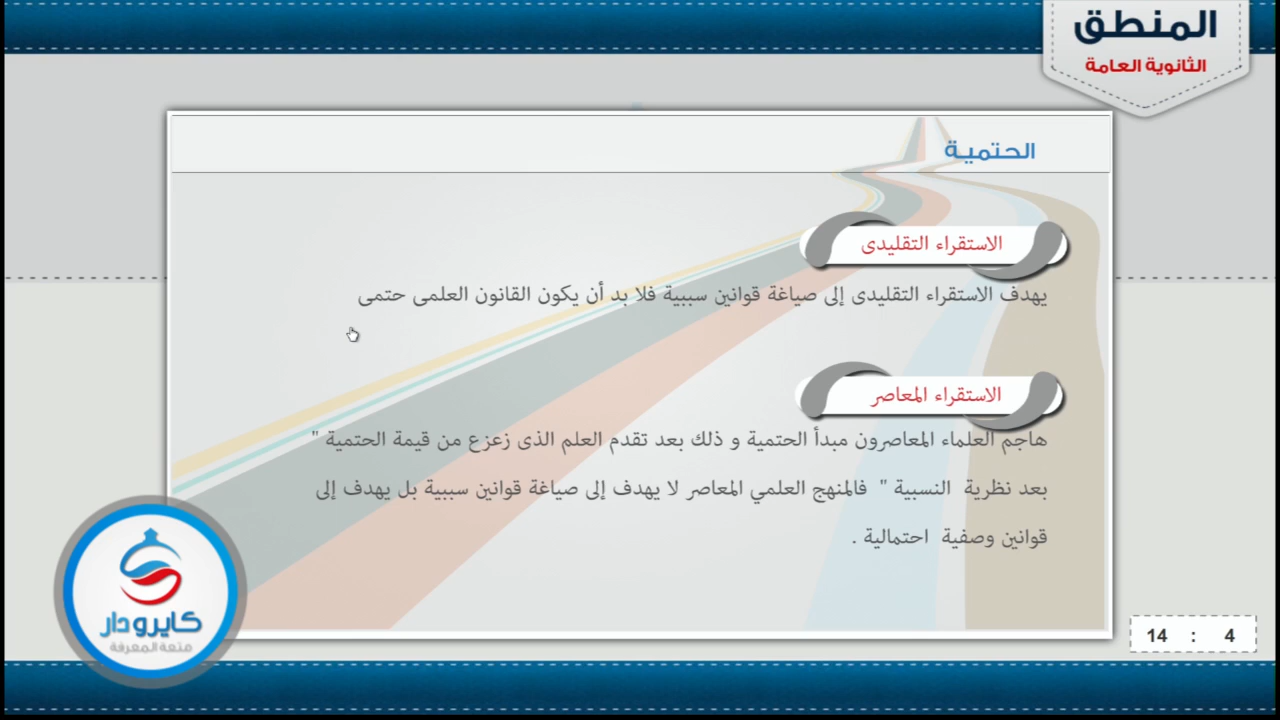 المنطق
الثانوية العامة
الحتمية
الاستقراء التقليدى
يهدف الاستقراء التقليدى إلى صياغة قوانين سببية فلا بد أن يكون القانون العلمى حتمى
الاستقراء المعاصر
هاجم العلماء المعاصرون مبدأ الحتمية و ذلك بعد تقدم العلم الذى زعزع من قيمة الحتمية "
بعد نظرية النسبية " فالمنهج العلمي المعاصر لا يهدف إلى صياغة قوانين سببية بل يهدف إلى
قوانين وصفية احتمالية .
كايرودار
متعة المعرفة
14 : 4